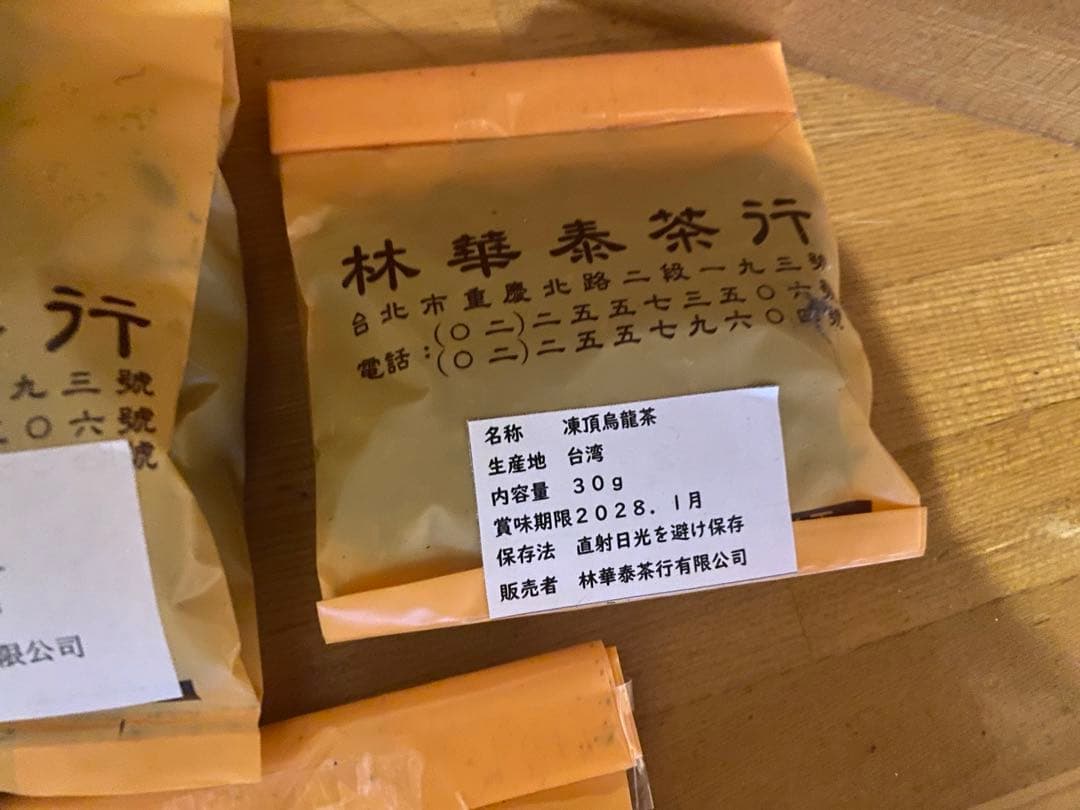 林華泰茶行
台北市重慶北路二段一九三號
(〇二)二五五七三五〇六號
電話：(〇二)二五五七九六〇四號
名称 凍頂烏龍茶
生産地 台湾
内容量 30g
賞味期限2028.1月
保存法 直射日光を避け保存
販売者 林華泰茶行有限公司
行
九三號
〇六號
號
限公司